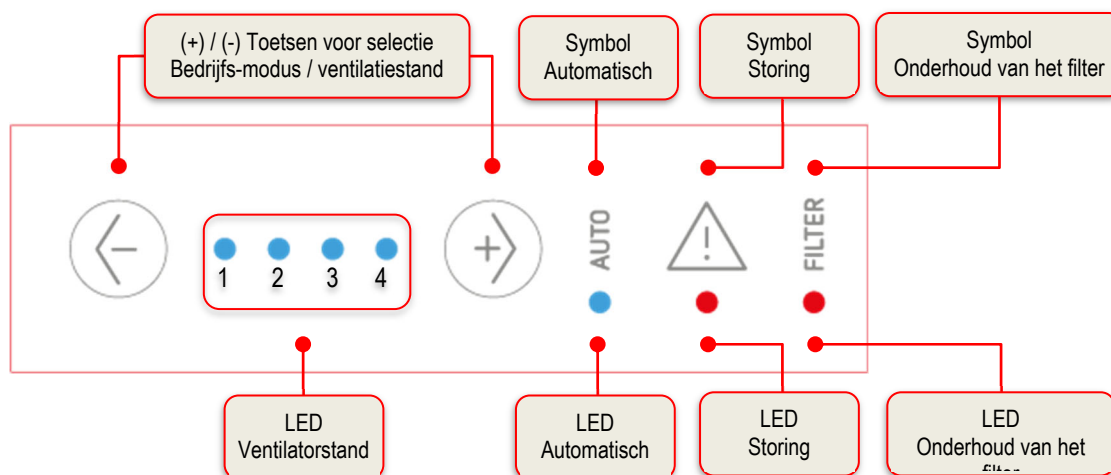 (+) / (-) Toetsen voor selectie
Bedrijfs-modus / ventilatiestand
Symbol
Automatisch
Symbol
Storing
Symbol
Onderhoud van het filter
-
1 2 3 4
+
AUTO
!
FILTER
LED
Ventilatorstand
LED
Automatisch
LED
Storing
LED
Onderhoud van het
filter